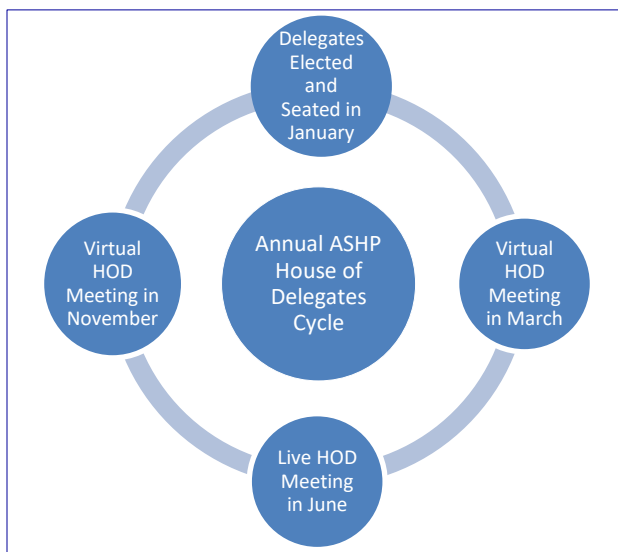 Delegates
Elected
and
Seated in
January
Annual ASHP
House of
Delegates
Cycle
Virtual
HOD
Meeting
in March
Live HOD
Meeting
in June
Virtual
HOD
Meeting in
November